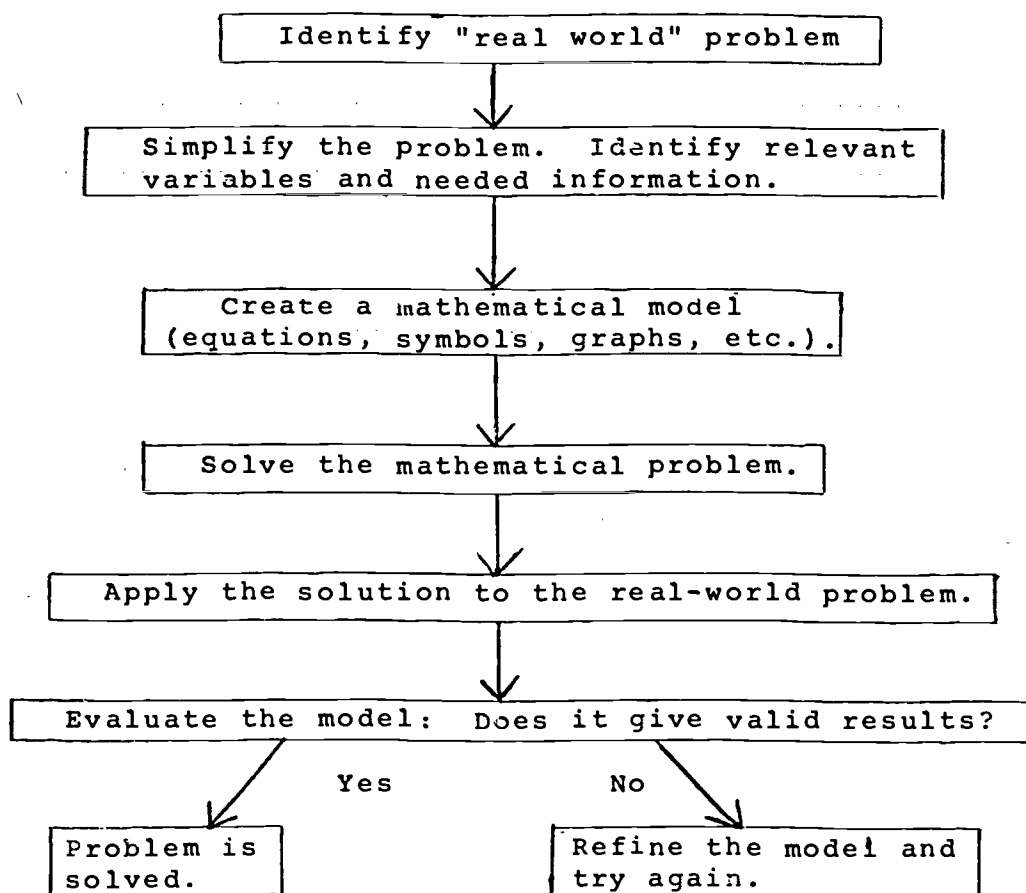 Identify "real world" problem
Simplify the problem. Identify relevant
variables and needed information.
Create a mathematical model
(equations, symbols, graphs, etc.).
Solve the mathematical problem.
Apply the solution to the real-world problem.
Evaluate the model: Does it give valid results?
Yes No
Problem is
solved.
Refine the model and
try again.